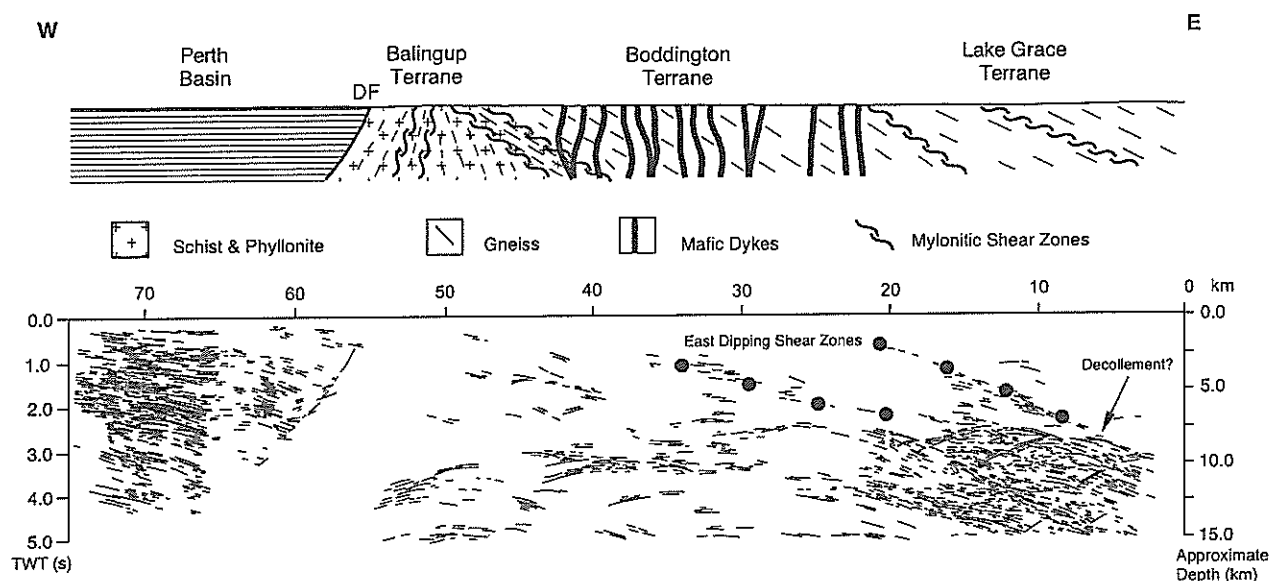 W
E
Perth
Basin
Balingup
Terrane
Boddington
Terrane
Lake Grace
Terrane
DF
Schist & Phyllonite
Gneiss
Mafic Dykes
Mylonitic Shear Zones
70 60 50 40 30 20 10 0 km
0.0
1.0
2.0
3.0
4.0
5.0
TWT (s)
East Dipping Shear Zones
Decollement?
0.0
5.0
10.0
15.0
Approximate
Depth (km)